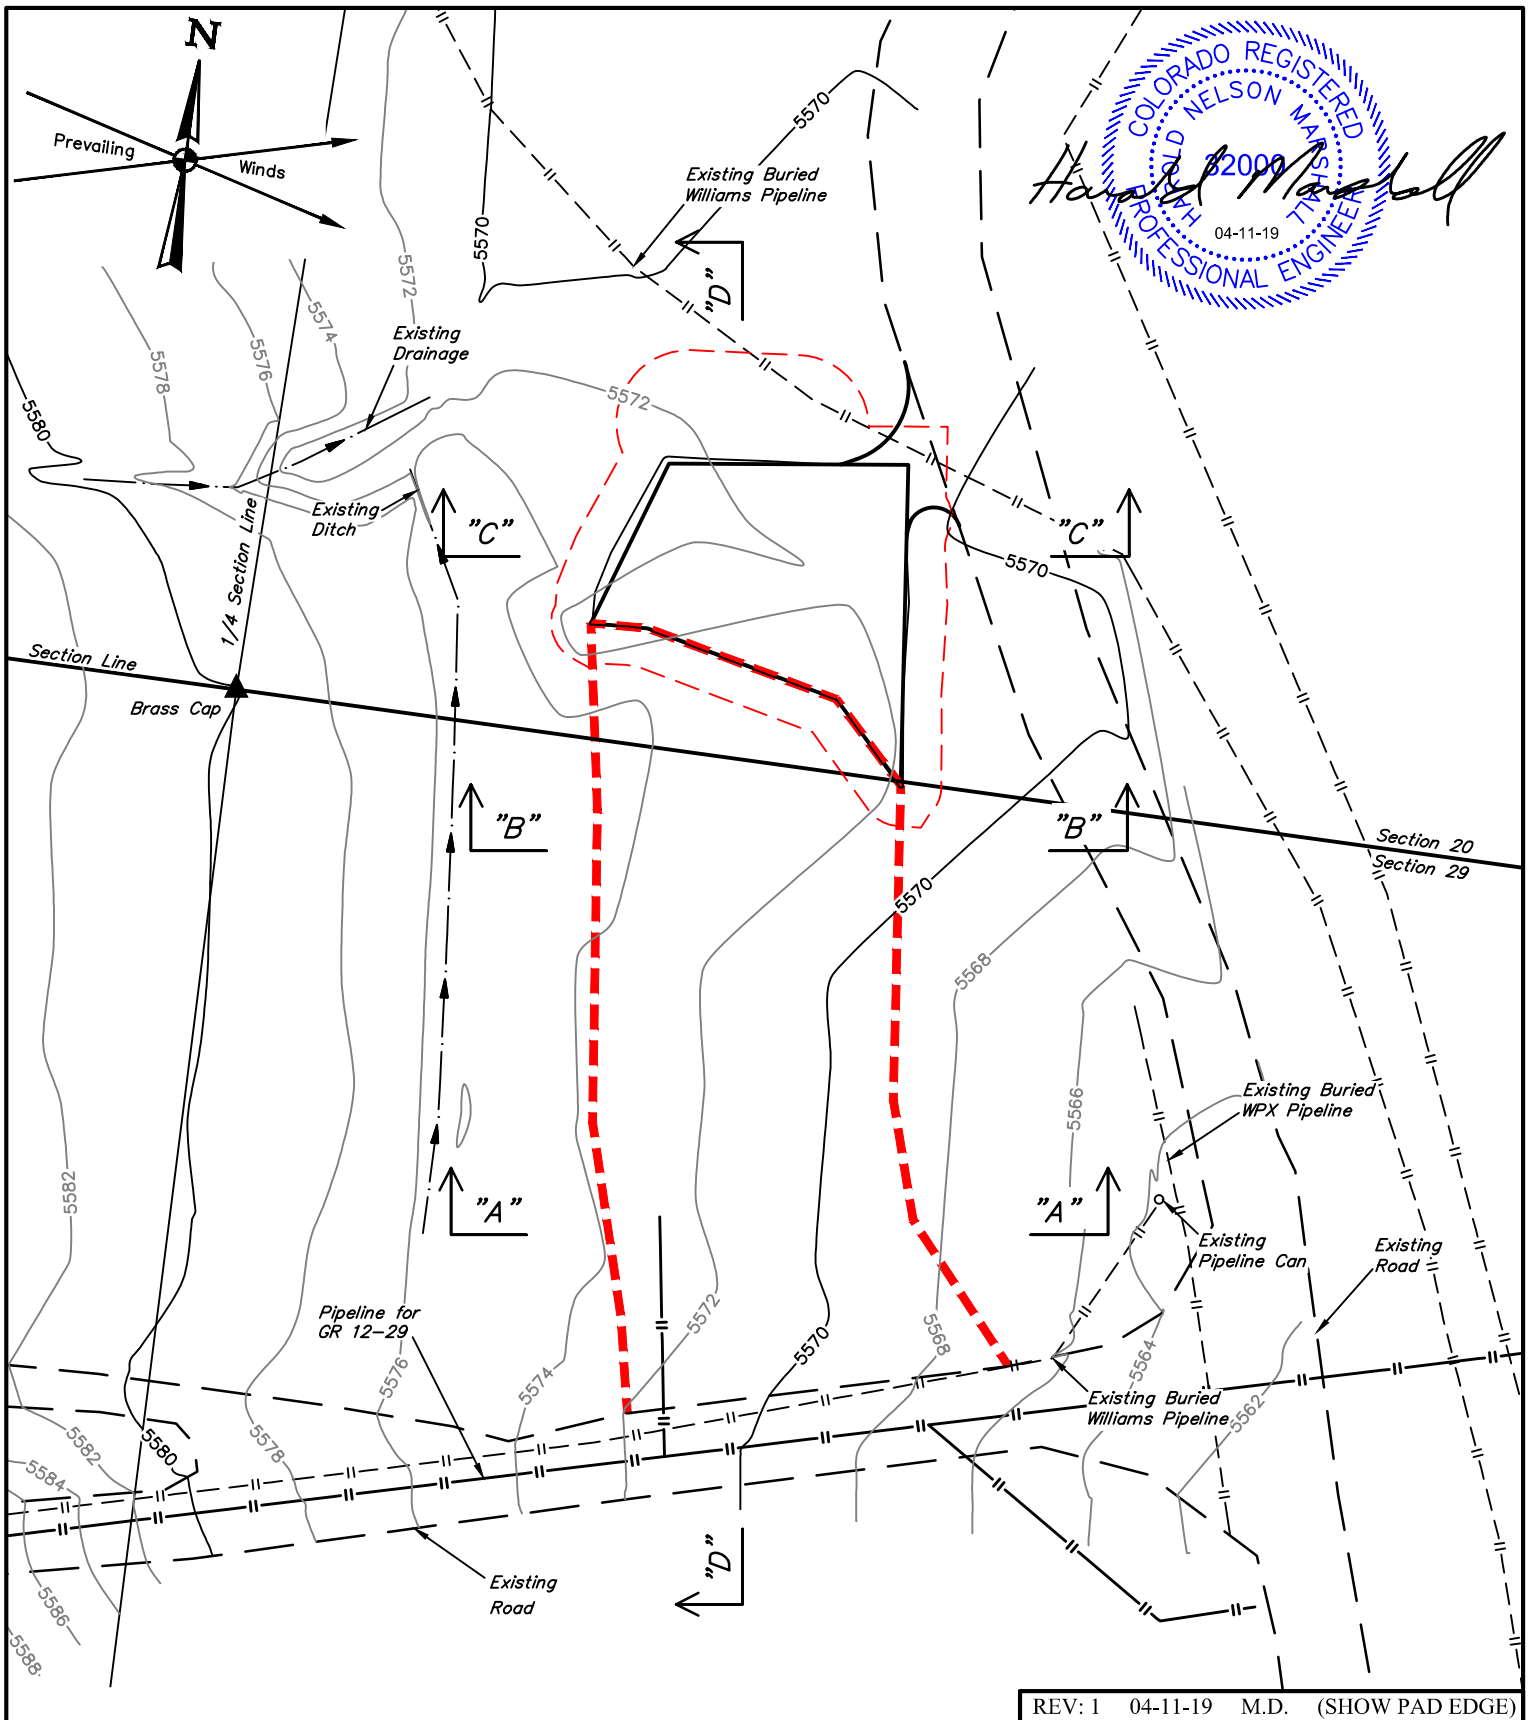 N
Prevailing
Winds
COLORADO REGISTERED
HAROLD NELSON MARSHALL
32000
04-11-19
PROFESSIONAL ENGINEER
Harold Marshall
5570
Existing Buried
Williams Pipeline
5570
"D"
5572
5574
5576
5578
5580
Existing
Drainage
5572
Existing
Ditch
"C"
"C"
5570
1/4 Section Line
Section Line
Brass Cap
"B"
"B"
Section 20
Section 29
5570
5568
5566
Existing Buried
WPX Pipeline
5582
"A"
"A"
Existing
Pipeline Can
Existing
Road
Pipeline for
GR 12-29
5572
5570
5568
5564
5576
5574
Existing Buried
Williams Pipeline
5562
5582
5580
5578
5584
"D"
Existing
Road
5586
5588
REV: 1 04-11-19 M.D. (SHOW PAD EDGE)